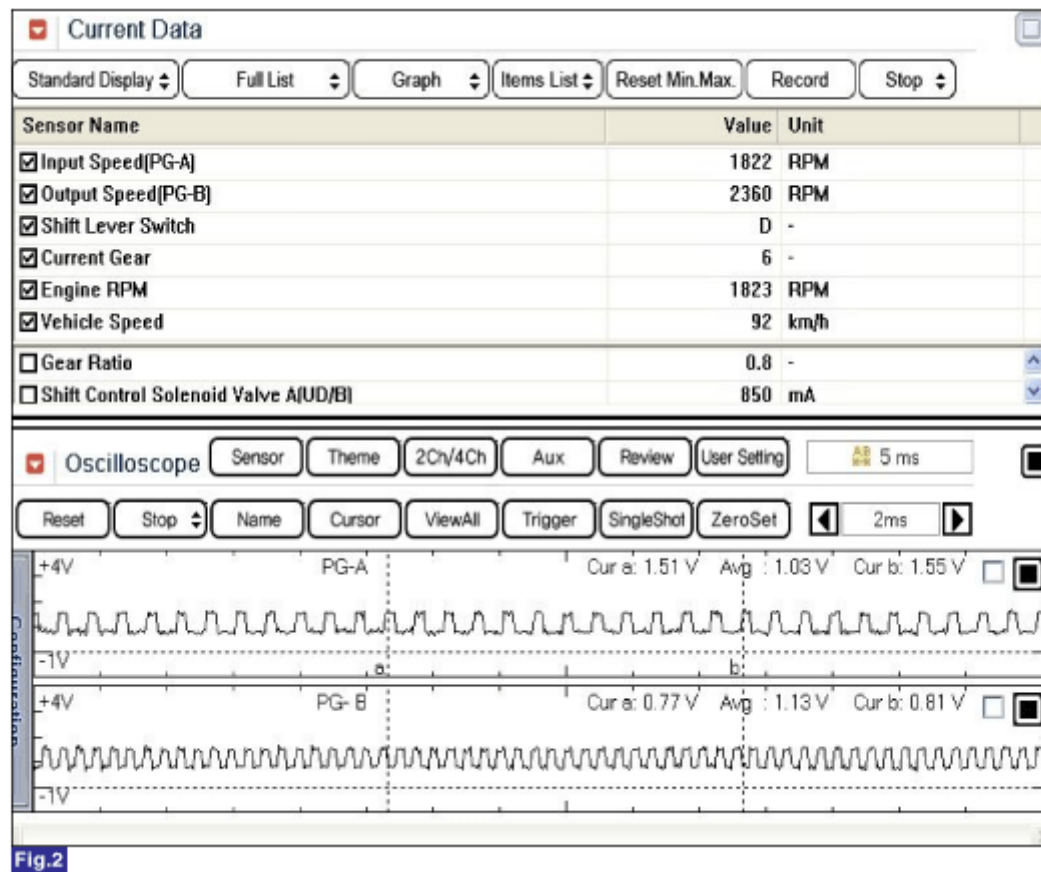 Current Data
Standard Display Full List Graph Items List Reset Min.Max. Record Stop
Sensor Name Value Unit
Input Speed(PG-A) 1822 RPM
Output Speed(PG-B) 2360 RPM
Shift Lever Switch D -
Current Gear 6 -
Engine RPM 1823 RPM
Vehicle Speed 92 km/h
Gear Ratio 0.8 -
Shift Control Solenoid Valve A(UD/B) 850 mA
Oscilloscope Sensor Theme 2Ch/4Ch Aux Review User Setting 5 ms
Reset Stop Name Cursor ViewAll Trigger SingleShot ZeroSet 2ms
Configuration
+4V PG-A Cur a: 1.51 V Avg : 1.03 V Cur b: 1.55 V
-1V a b
+4V PG- B Cur a: 0.77 V Avg : 1.13 V Cur b: 0.81 V
-1V
Fig.2